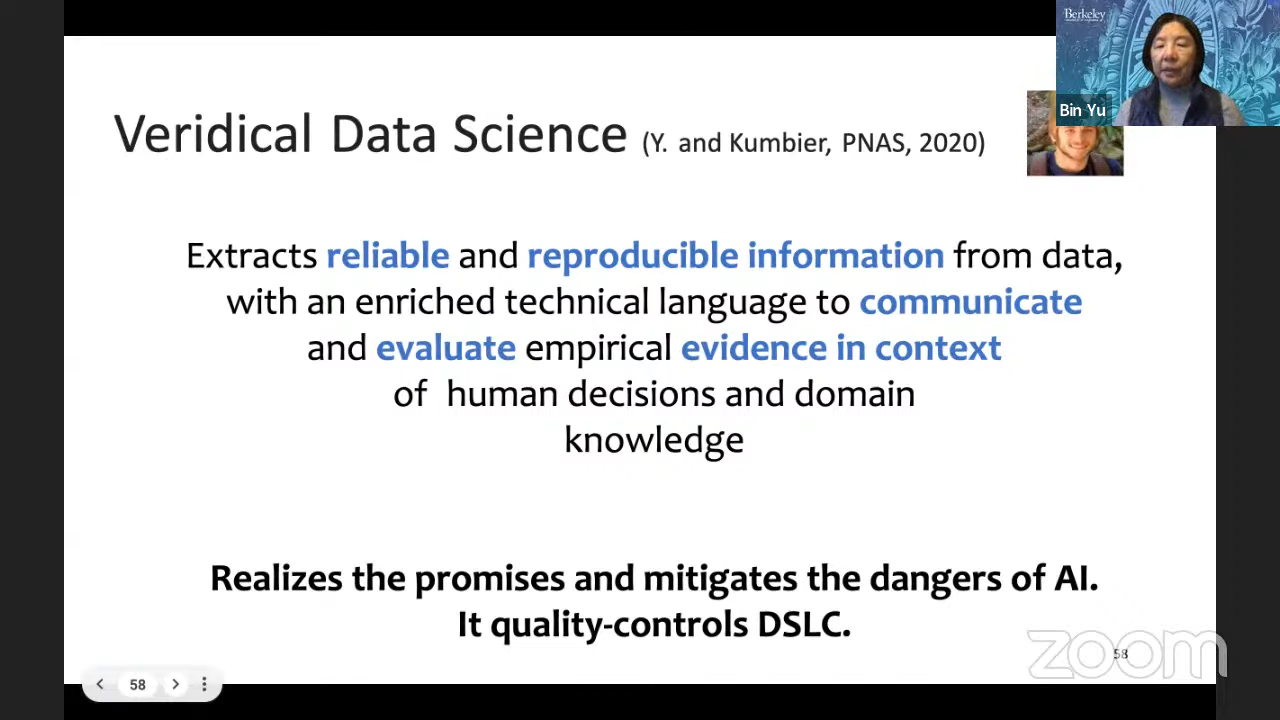 Berkeley
Bin Yu
Veridical Data Science (Y. and Kumbier, PNAS, 2020)
Extracts reliable and reproducible information from data,
with an enriched technical language to communicate
and evaluate empirical evidence in context
of human decisions and domain
knowledge
Realizes the promises and mitigates the dangers of AI.
It quality-controls DSLC.
58
zoom
58